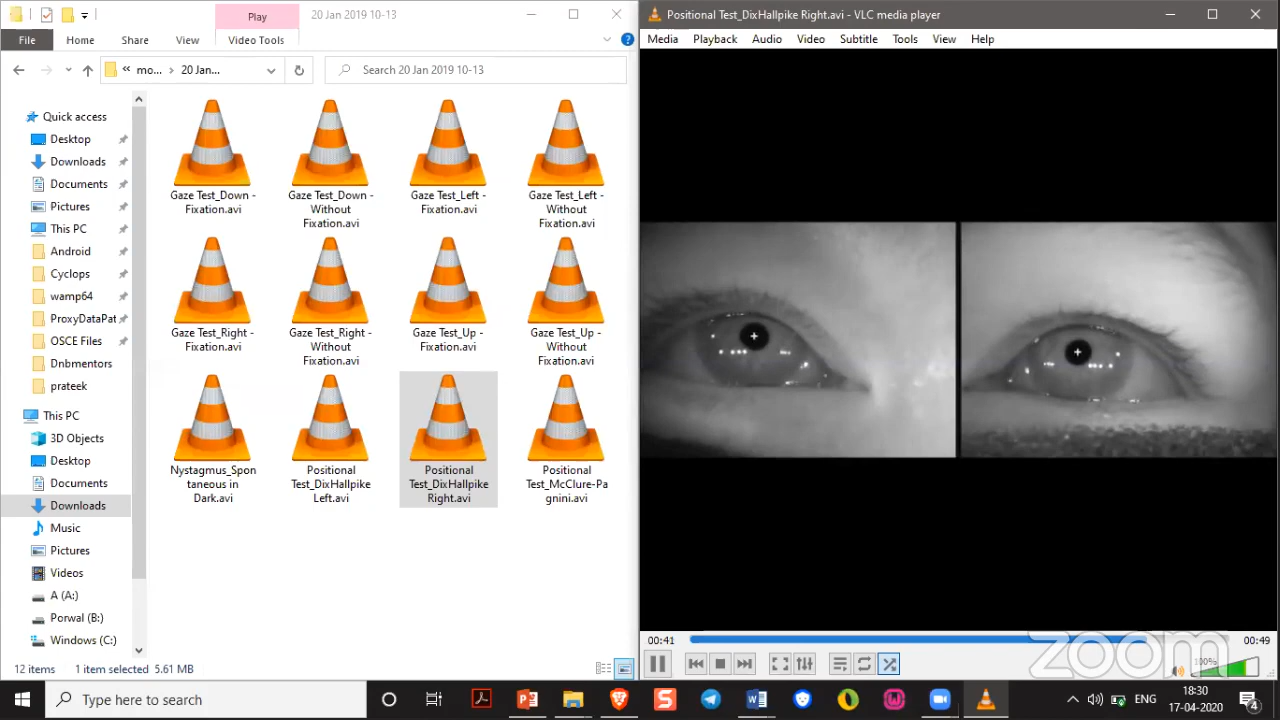 Play
20 Jan 2019 10-13
File
Home
Share
View
Video Tools
« mo... > 20 Jan...
Search 20 Jan 2019 10-13
Quick access
Desktop
Downloads
Documents
Pictures
This PC
Android
Cyclops
wamp64
ProxyDataPat
OSCE Files
Dnbmentors
prateek
This PC
3D Objects
Desktop
Documents
Downloads
Music
Pictures
Videos
A (A:)
Porwal (B:)
Windows (C:)
Gaze Test_Down -
Fixation.avi
Gaze Test_Down -
Without
Fixation.avi
Gaze Test_Left -
Fixation.avi
Gaze Test_Left -
Without
Fixation.avi
Gaze Test_Right -
Fixation.avi
Gaze Test_Right -
Without
Fixation.avi
Gaze Test_Up -
Fixation.avi
Gaze Test_Up -
Without
Fixation.avi
Nystagmus_Spon
taneous in
Dark.avi
Positional
Test_DixHallpike
Left.avi
Positional
Test_DixHallpike
Right.avi
Positional
Test_McClure-Pa
gnini.avi
12 items
1 item selected 5.61 MB
Positional Test_DixHallpike Right.avi - VLC media player
Media
Playback
Audio
Video
Subtitle
Tools
View
Help
00:41
00:49
zoom
100%
Type here to search
ENG
18:30
17-04-2020
4